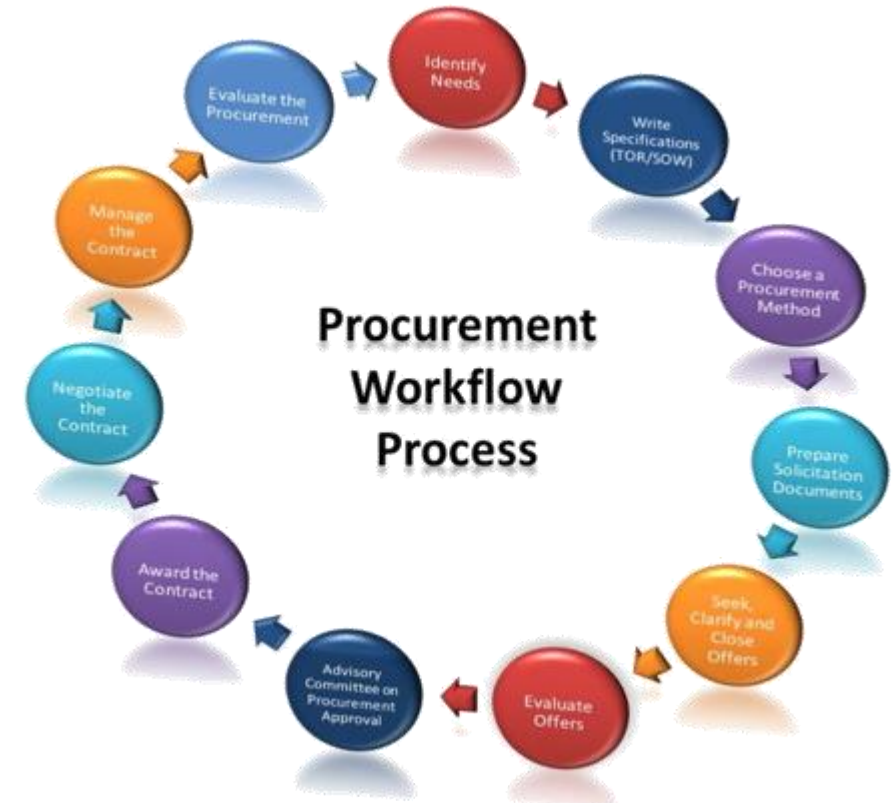 Identify
Needs
Write
Specifications
(TOR/SOW)
Choose a
Procurement
Method
Prepare
Solicitation
Documents
Seek,
Clarify and
Close
Offers
Evaluate
Offers
Advisory
Committee on
Procurement
Approval
Award the
Contract
Negotiate
the
Contract
Manage
the
Contract
Evaluate the
Procurement
Procurement
Workflow
Process